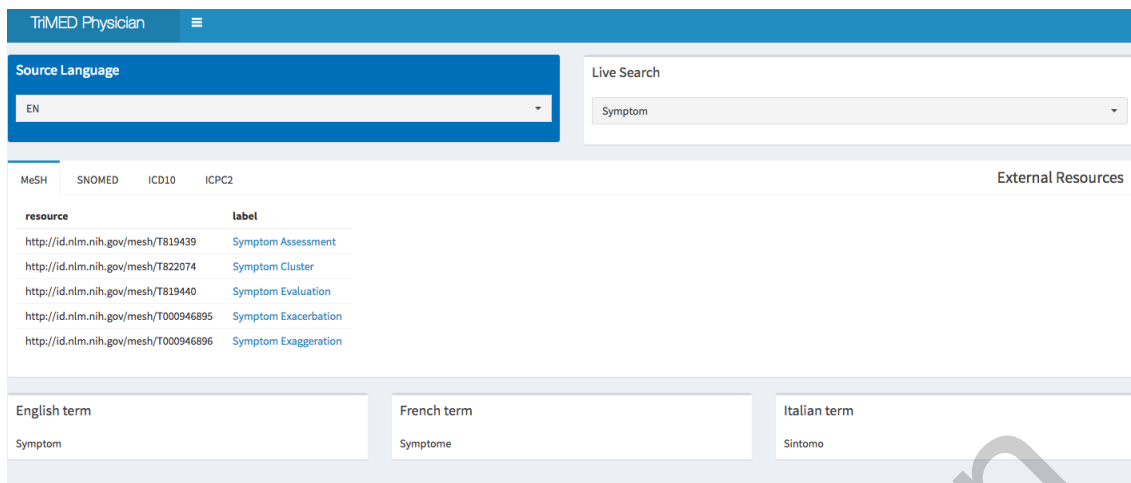 TriMED Physician
Source Language
Live Search
EN
Symptom
MeSH SNOMED ICD10 ICPC2 External Resources
resource label
http://id.nlm.nih.gov/mesh/T819439 Symptom Assessment
http://id.nlm.nih.gov/mesh/T822074 Symptom Cluster
http://id.nlm.nih.gov/mesh/T819440 Symptom Evaluation
http://id.nlm.nih.gov/mesh/T000946895 Symptom Exacerbation
http://id.nlm.nih.gov/mesh/T000946896 Symptom Exaggeration
English term French term Italian term
Symptom Symptome Sintomo